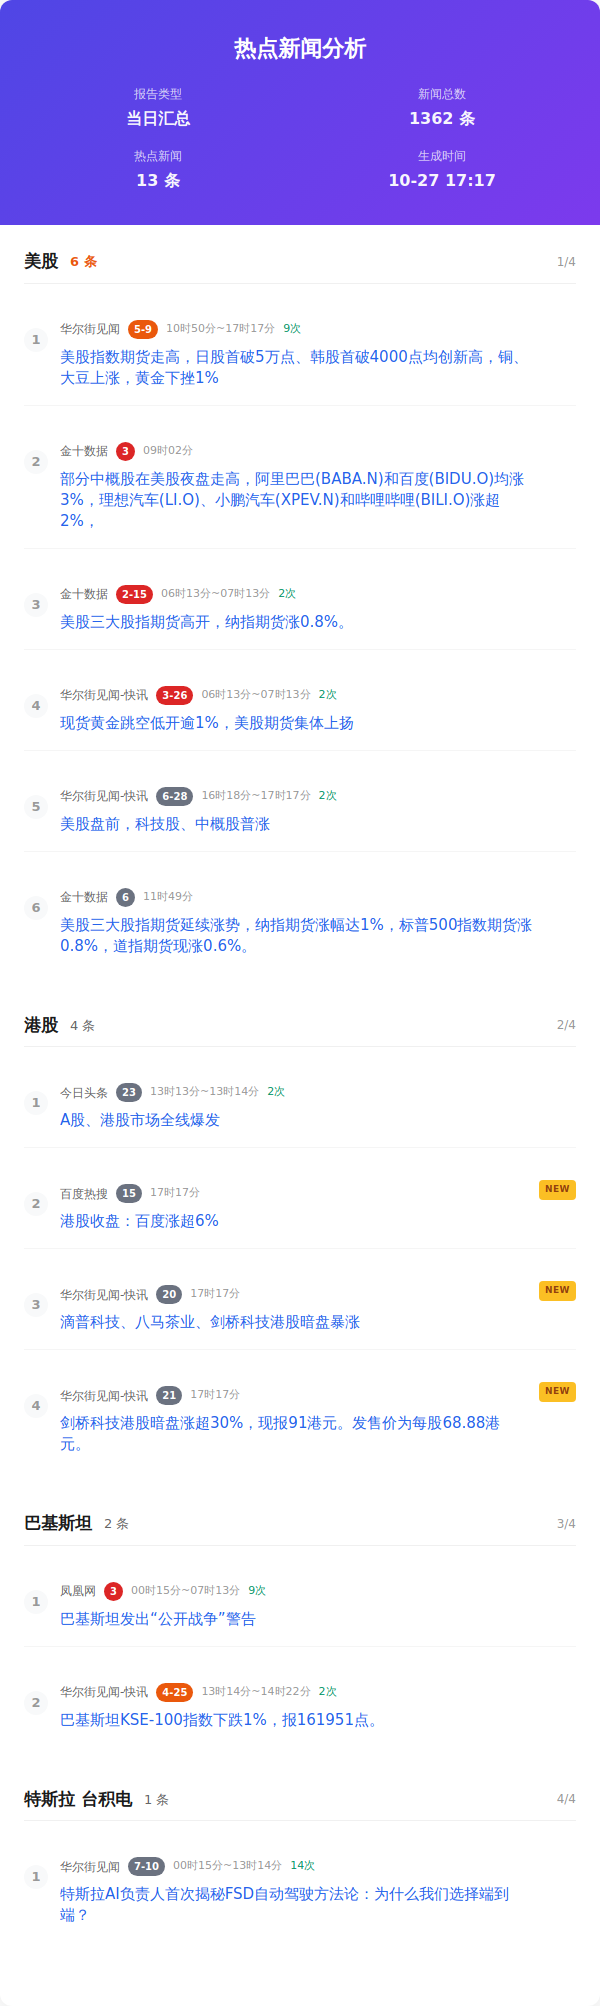 热点新闻分析
报告类型
当日汇总
新闻总数
1362 条
热点新闻
13 条
生成时间
10-27 17:17
美股 6 条 1/4
1 华尔街见闻 5-9 10时50分~17时17分 9次
美股指数期货走高，日股首破5万点、韩股首破4000点均创新高，铜、
大豆上涨，黄金下挫1%
2 金十数据 3 09时02分
部分中概股在美股夜盘走高，阿里巴巴(BABA.N)和百度(BIDU.O)均涨
3%，理想汽车(LI.O)、小鹏汽车(XPEV.N)和哔哩哔哩(BILI.O)涨超
2%，
3 金十数据 2-15 06时13分~07时13分 2次
美股三大股指期货高开，纳指期货涨0.8%。
4 华尔街见闻-快讯 3-26 06时13分~07时13分 2次
现货黄金跳空低开逾1%，美股期货集体上扬
5 华尔街见闻-快讯 6-28 16时18分~17时17分 2次
美股盘前，科技股、中概股普涨
6 金十数据 6 11时49分
美股三大股指期货延续涨势，纳指期货涨幅达1%，标普500指数期货涨
0.8%，道指期货现涨0.6%。
港股 4 条 2/4
1 今日头条 23 13时13分~13时14分 2次
A股、港股市场全线爆发
2 百度热搜 15 17时17分 NEW
港股收盘：百度涨超6%
3 华尔街见闻-快讯 20 17时17分 NEW
滴普科技、八马茶业、剑桥科技港股暗盘暴涨
4 华尔街见闻-快讯 21 17时17分 NEW
剑桥科技港股暗盘涨超30%，现报91港元。发售价为每股68.88港
元。
巴基斯坦 2 条 3/4
1 凤凰网 3 00时15分~07时13分 9次
巴基斯坦发出“公开战争”警告
2 华尔街见闻-快讯 4-25 13时14分~14时22分 2次
巴基斯坦KSE-100指数下跌1%，报161951点。
特斯拉 台积电 1 条 4/4
1 华尔街见闻 7-10 00时15分~13时14分 14次
特斯拉AI负责人首次揭秘FSD自动驾驶方法论：为什么我们选择端到
端？